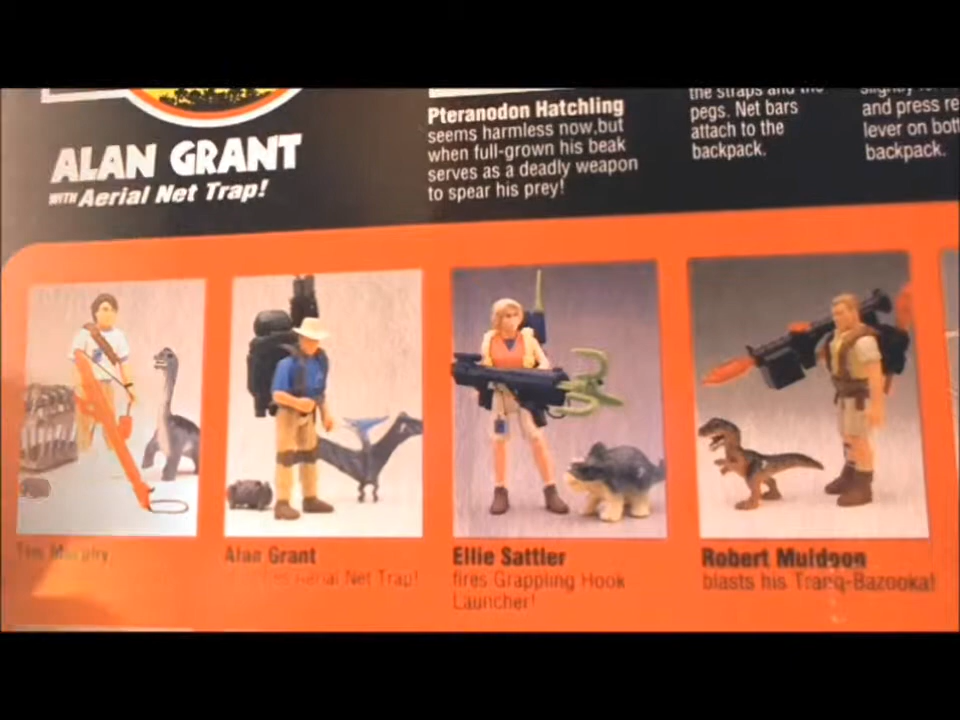 ALAN GRANT
WITH Aerial Net Trap!
Pteranodon Hatchling
seems harmless now,but
when full-grown his beak
serves as a deadly weapon
to spear his prey!
the straps and the
pegs. Net bars
attach to the
backpack.
and press re
lever on bott
backpack.
Tim Murphy
Alan Grant
Aerial Net Trap!
Ellie Sattler
fires Grappling Hook
Launcher!
Robert Muldoon
blasts his Tranq-Bazooka!